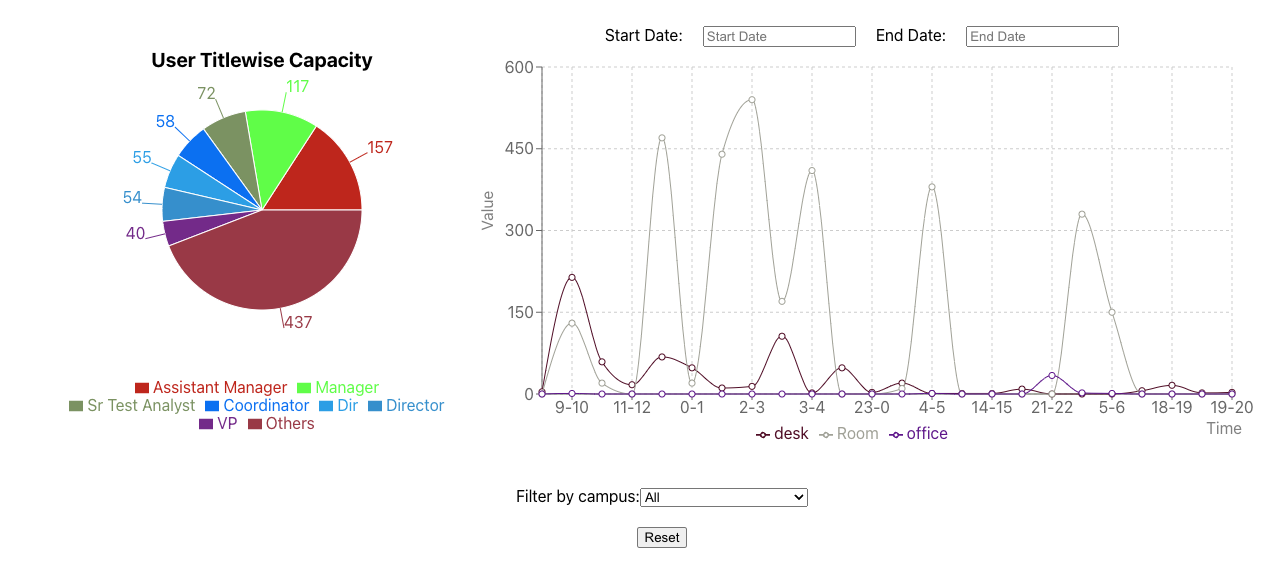 User Titlewise Capacity
117
72
58
157
55
54
40
437
Assistant Manager Manager
Sr Test Analyst Coordinator Dir Director
VP Others
Start Date: Start Date End Date: End Date
600
450
300
150
0
Value
9-10 11-12 0-1 2-3 3-4 23-0 4-5 14-15 21-22 5-6 18-19 19-20
Time
desk Room office
Filter by campus: All
Reset